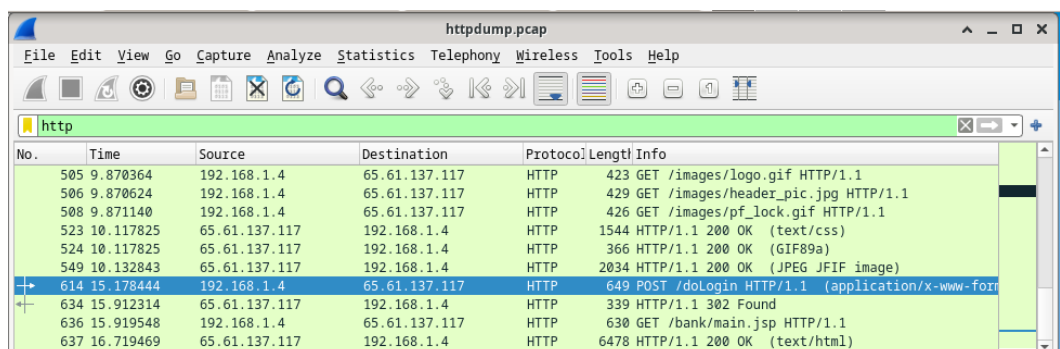 httpdump.pcap
File Edit View Go Capture Analyze Statistics Telephony Wireless Tools Help
http
No. Time Source Destination Protocol Length Info
505 9.870364 192.168.1.4 65.61.137.117 HTTP 423 GET /images/logo.gif HTTP/1.1
506 9.870624 192.168.1.4 65.61.137.117 HTTP 429 GET /images/header_pic.jpg HTTP/1.1
508 9.871140 192.168.1.4 65.61.137.117 HTTP 426 GET /images/pf_lock.gif HTTP/1.1
523 10.117825 65.61.137.117 192.168.1.4 HTTP 1544 HTTP/1.1 200 OK (text/css)
524 10.117825 65.61.137.117 192.168.1.4 HTTP 366 HTTP/1.1 200 OK (GIF89a)
549 10.132843 65.61.137.117 192.168.1.4 HTTP 2034 HTTP/1.1 200 OK (JPEG JFIF image)
614 15.178444 192.168.1.4 65.61.137.117 HTTP 649 POST /doLogin HTTP/1.1 (application/x-www-form
634 15.912314 65.61.137.117 192.168.1.4 HTTP 339 HTTP/1.1 302 Found
636 15.919548 192.168.1.4 65.61.137.117 HTTP 630 GET /bank/main.jsp HTTP/1.1
637 16.719469 65.61.137.117 192.168.1.4 HTTP 6478 HTTP/1.1 200 OK (text/html)